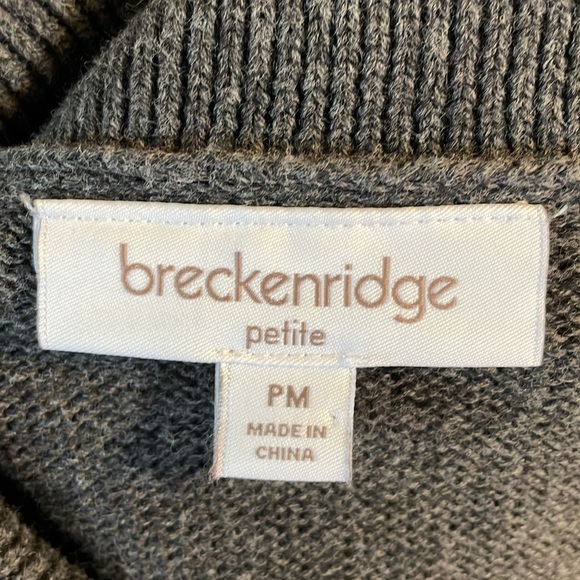 breckenridge
petite
PM
MADE IN
CHINA